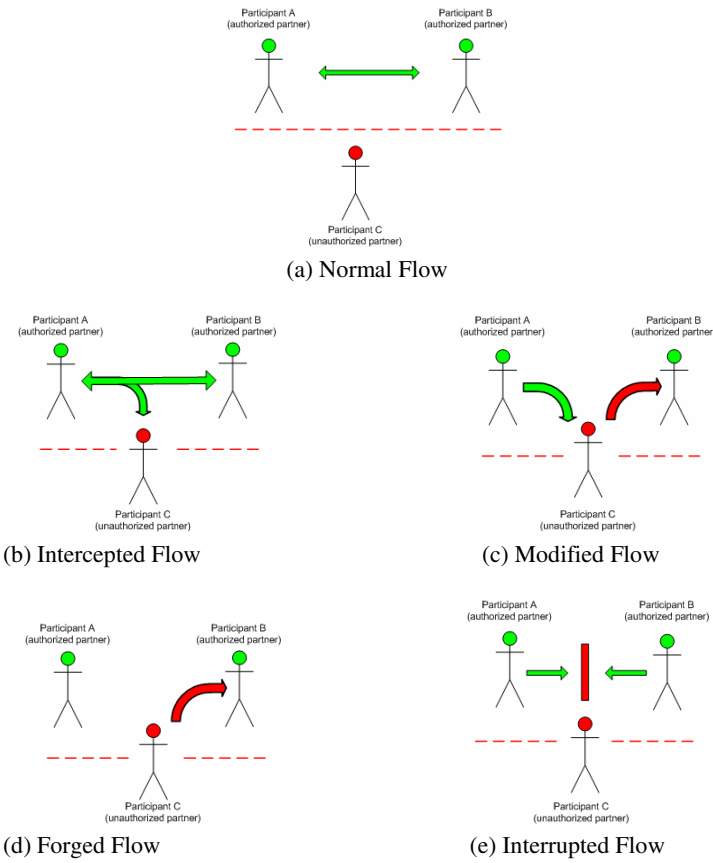 Participant A
(authorized partner)
Participant B
(authorized partner)
Participant C
(unauthorized partner)
(a) Normal Flow
Participant A
(authorized partner)
Participant B
(authorized partner)
Participant C
(unauthorized partner)
(b) Intercepted Flow
Participant A
(authorized partner)
Participant B
(authorized partner)
Participant C
(unauthorized partner)
(c) Modified Flow
Participant A
(authorized partner)
Participant B
(authorized partner)
Participant C
(unauthorized partner)
(d) Forged Flow
Participant A
(authorized partner)
Participant B
(authorized partner)
Participant C
(unauthorized partner)
(e) Interrupted Flow